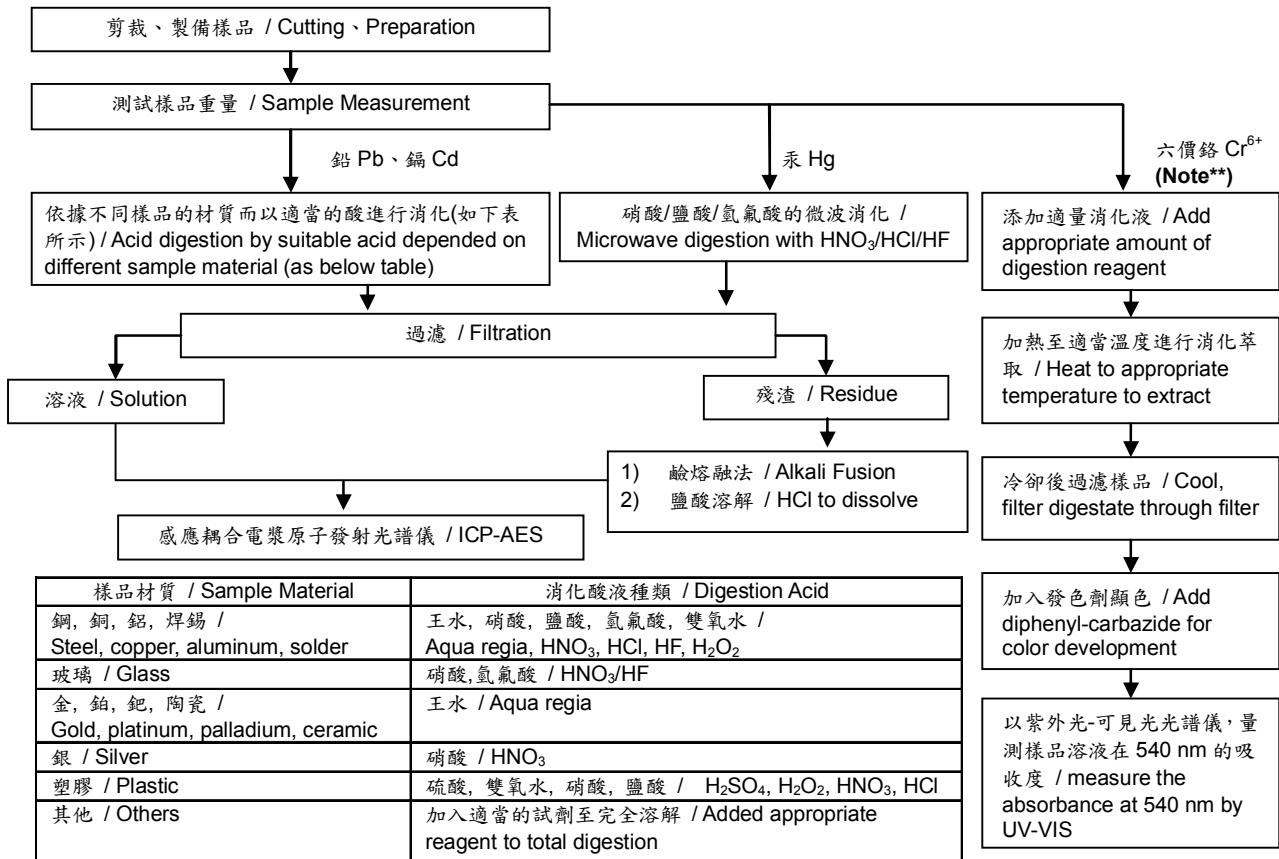 剪裁、製備樣品 / Cutting、Preparation
測試樣品重量 / Sample Measurement
鉛 Pb、鎘 Cd
汞 Hg
六價鉻 Cr⁶⁺
(Note**)
依據不同樣品的材質而以適當的酸進行消化(如下表
所示) / Acid digestion by suitable acid depended on
different sample material (as below table)
硝酸/鹽酸/氫氟酸的微波消化 /
Microwave digestion with HNO₃/HCl/HF
添加適量消化液 / Add
appropriate amount of
digestion reagent
過濾 / Filtration
加熱至適當溫度進行消化萃
取 / Heat to appropriate
temperature to extract
溶液 / Solution
殘渣 / Residue
1) 鹼熔融法 / Alkali Fusion
2) 鹽酸溶解 / HCl to dissolve
冷卻後過濾樣品 / Cool,
filter digestate through filter
感應耦合電漿原子發射光譜儀 / ICP-AES
加入發色劑顯色 / Add
diphenyl-carbazide for
color development
以紫外光-可見光光譜儀，量
測樣品溶液在 540 nm 的吸
收度 / measure the
absorbance at 540 nm by
UV-VIS
樣品材質 / Sample Material
消化酸液種類 / Digestion Acid
鋼, 銅, 鋁, 焊錫 /
Steel, copper, aluminum, solder
王水, 硝酸, 鹽酸, 氫氟酸, 雙氧水 /
Aqua regia, HNO₃, HCl, HF, H₂O₂
玻璃 / Glass
硝酸,氫氟酸 / HNO₃/HF
金, 鉑, 鈀, 陶瓷 /
Gold, platinum, palladium, ceramic
王水 / Aqua regia
銀 / Silver
硝酸 / HNO₃
塑膠 / Plastic
硫酸, 雙氧水, 硝酸, 鹽酸 / H₂SO₄, H₂O₂, HNO₃, HCl
其他 / Others
加入適當的試劑至完全溶解 / Added appropriate
reagent to total digestion